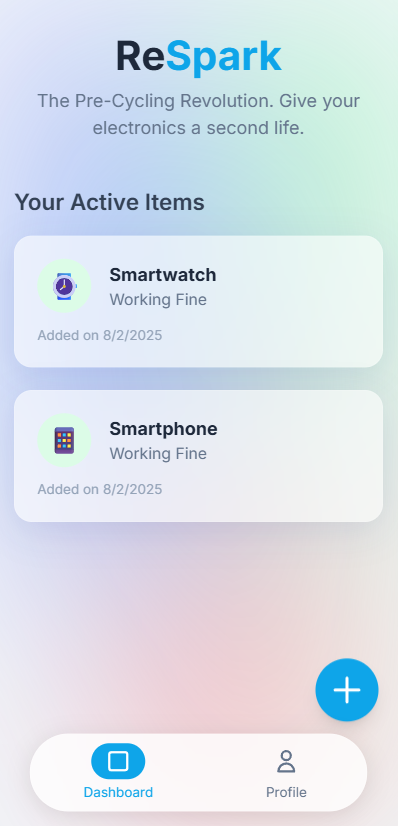 ReSpark
The Pre-Cycling Revolution. Give your
electronics a second life.
Your Active Items
Smartwatch
Working Fine
Added on 8/2/2025
Smartphone
Working Fine
Added on 8/2/2025
Dashboard
Profile